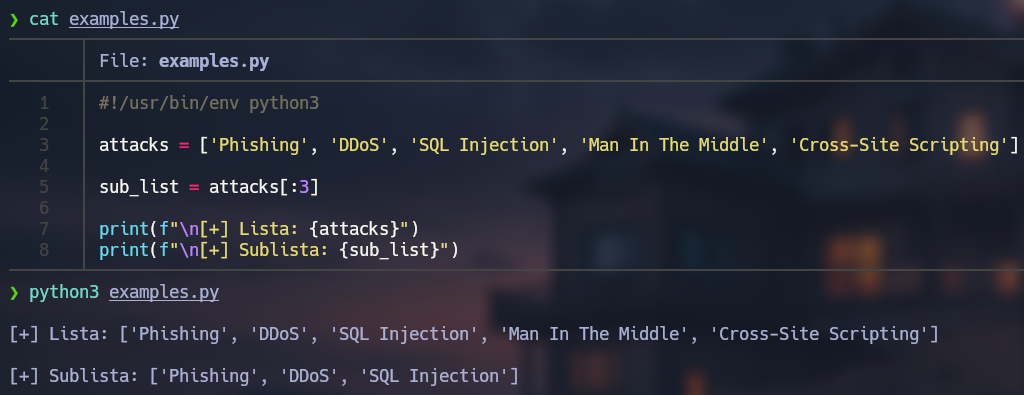 ❯ cat examples.py
File: examples.py
1 #!/usr/bin/env python3
2
3 attacks = ['Phishing', 'DDoS', 'SQL Injection', 'Man In The Middle', 'Cross-Site Scripting']
4
5 sub_list = attacks[:3]
6
7 print(f"\n[+] Lista: {attacks}")
8 print(f"\n[+] Sublista: {sub_list}")
❯ python3 examples.py
[+] Lista: ['Phishing', 'DDoS', 'SQL Injection', 'Man In The Middle', 'Cross-Site Scripting']
[+] Sublista: ['Phishing', 'DDoS', 'SQL Injection']